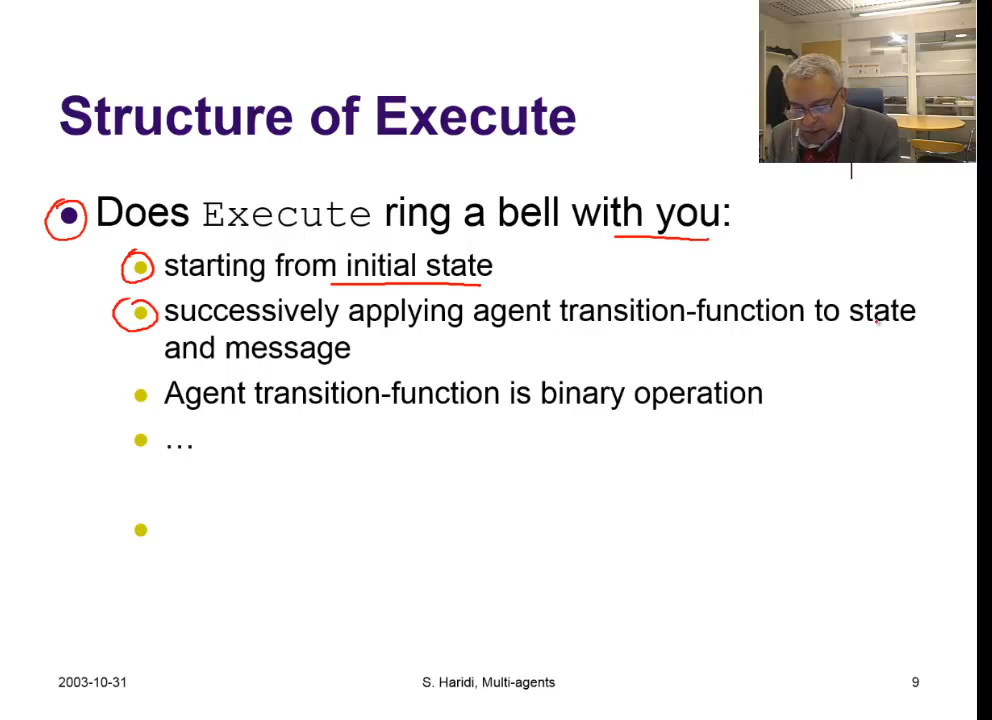 Structure of Execute
Does Execute ring a bell with you:
starting from initial state
successively applying agent transition-function to state
and message
Agent transition-function is binary operation
…
2003-10-31
S. Haridi, Multi-agents
9